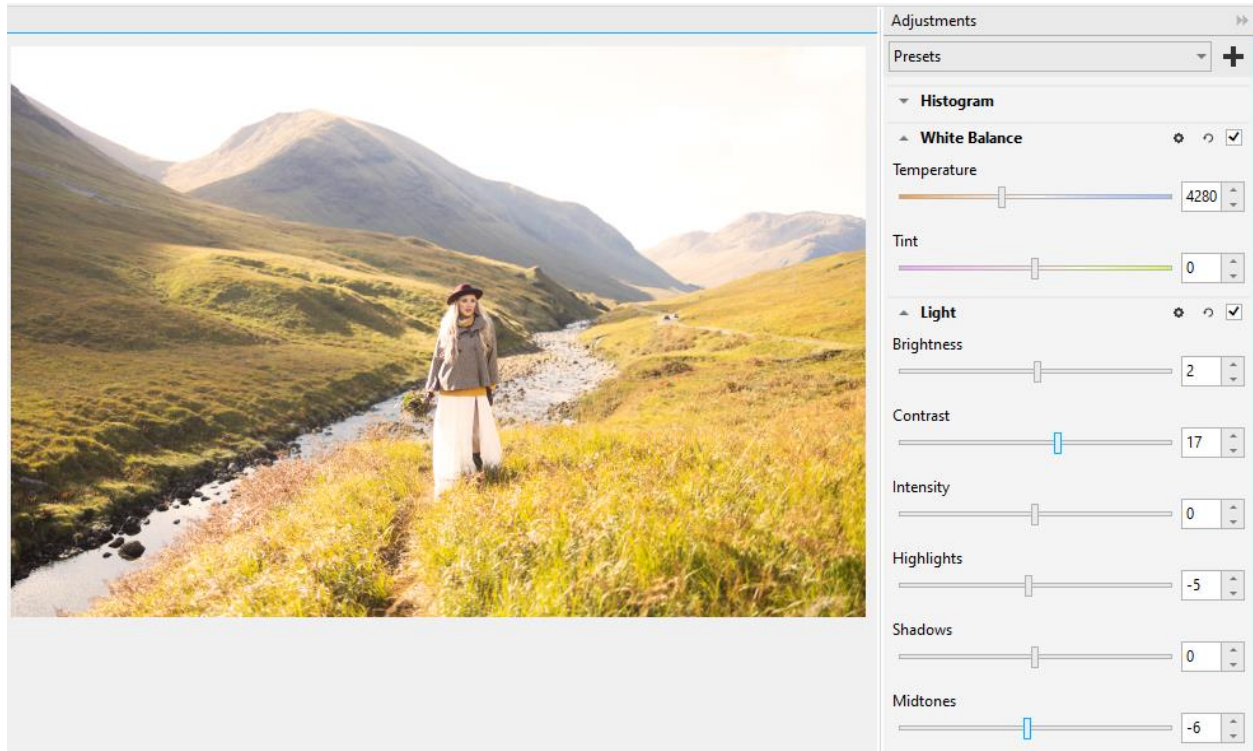 Adjustments
Presets
Histogram
White Balance
Temperature
4280
Tint
0
Light
Brightness
2
Contrast
17
Intensity
0
Highlights
-5
Shadows
0
Midtones
-6